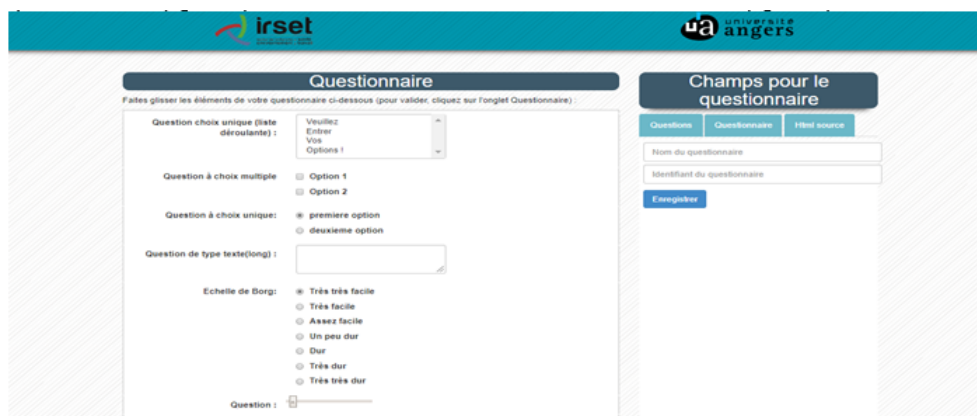 irset
université
angers
Questionnaire
Faites glisser les éléments de votre questionnaire ci-dessous (pour valider, cliquez sur l'onglet Questionnaire) :
Question choix unique (liste déroulante) :
Veuillez
Entrer
Vos
Options !
Question à choix multiple
Option 1
Option 2
Question à choix unique:
premiere option
deuxieme option
Question de type texte(long) :
Echelle de Borg:
Très très facile
Très facile
Assez facile
Un peu dur
Dur
Très dur
Très très dur
Question :
Champs pour le
questionnaire
Questions Questionnaire Html source
Nom du questionnaire
Identifiant du questionnaire
Enregistrer